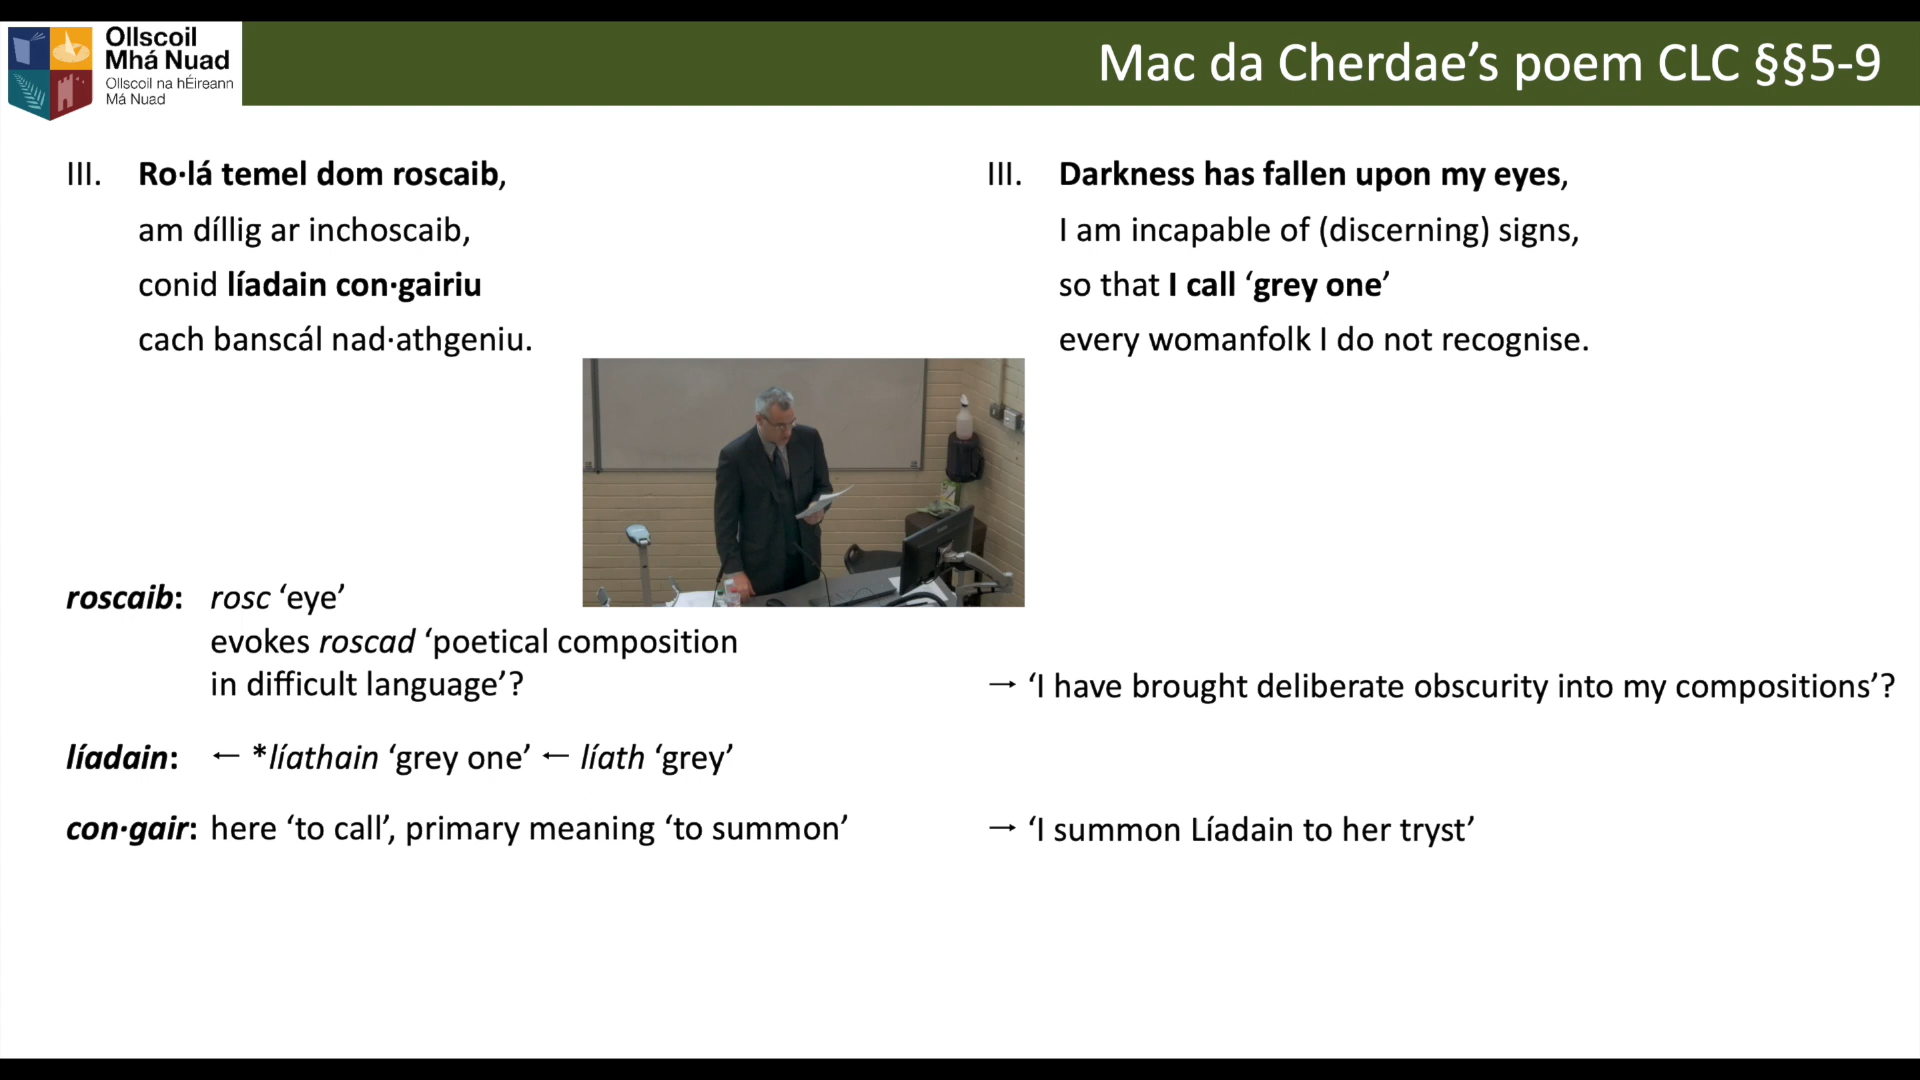 Ollscoil
Mhá Nuad
Ollscoil na hÉireann
Má Nuad
Mac da Cherdae’s poem CLC §§5-9
III. Ro·lá temel dom roscaib,
am díllig ar inchoscaib,
conid líadain con·gairiu
cach banscál nad·athgeniu.
III. Darkness has fallen upon my eyes,
I am incapable of (discerning) signs,
so that I call ‘grey one’
every womanfolk I do not recognise.
roscaib: rosc ‘eye’
evokes roscad ‘poetical composition
in difficult language’?
→ ‘I have brought deliberate obscurity into my compositions’?
líadain: ← *líathain ‘grey one’ ← líath ‘grey’
con·gair: here ‘to call’, primary meaning ‘to summon’
→ ‘I summon Líadain to her tryst’